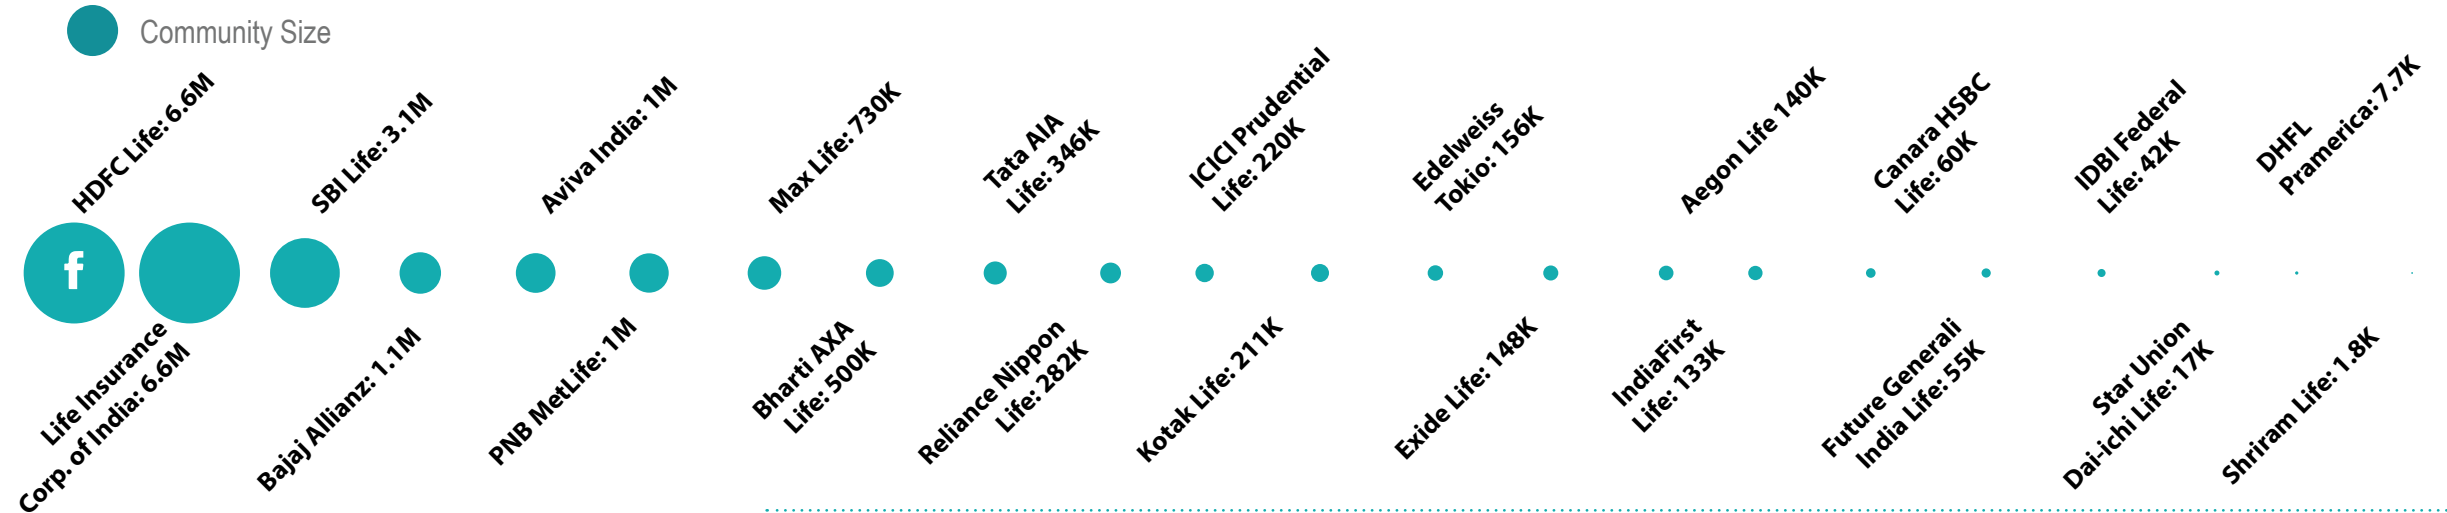 Community Size
HDFC Life: 6.6M
SBI Life: 3.1M
Aviva India: 1M
Max Life: 730K
Tata AIA
Life: 346K
ICICI Prudential
Life: 220K
Edelweiss
Tokio: 156K
Aegon Life 140K
Canara HSBC
Life: 60K
IDBI Federal
Life: 42K
DHFL
Pramerica: 7.7K
f
Life Insurance
Corp. of India: 6.6M
Bajaj Allianz: 1.1M
PNB MetLife: 1M
Bharti AXA
Life: 500K
Reliance Nippon
Life: 282K
Kotak Life: 211K
Exide Life: 148K
IndiaFirst
Life: 133K
Future Generali
India Life: 55K
Star Union
Dai-ichi Life: 17K
Shriram Life: 1.8K